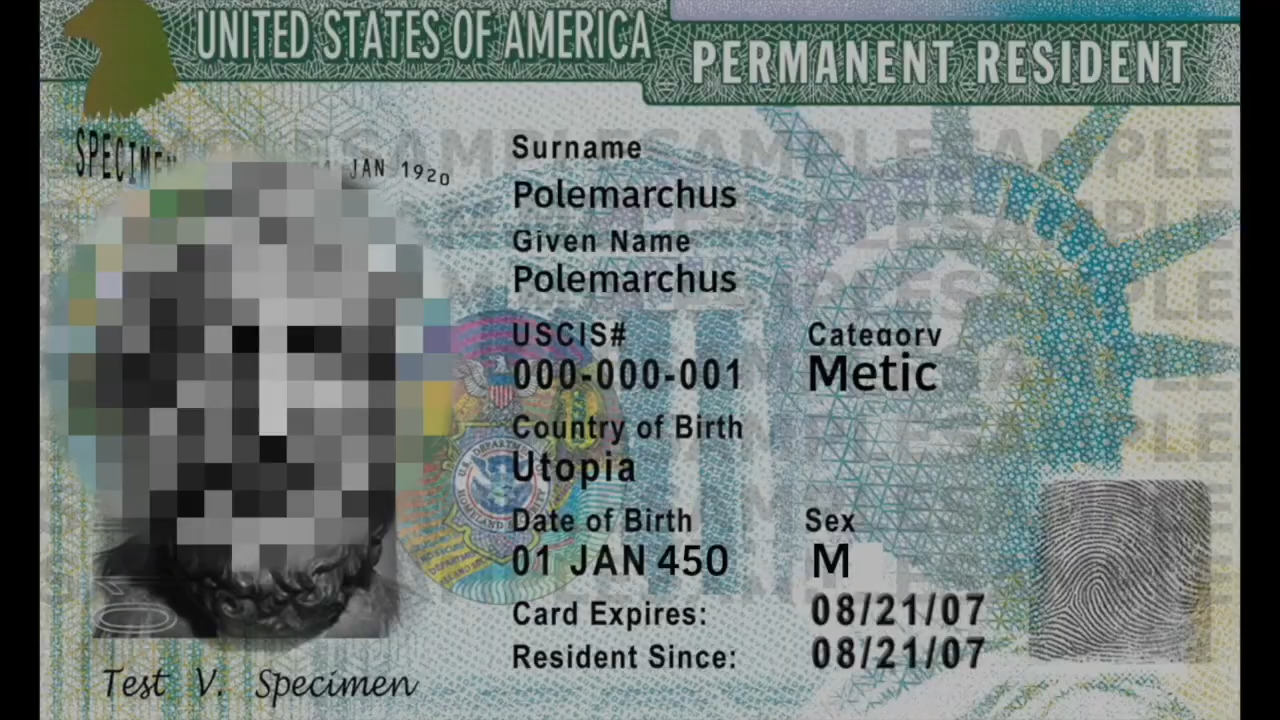 UNITED STATES OF AMERICA
PERMANENT RESIDENT
SPECIMEN
JAN 1920
Surname
Polemarchus
Given Name
Polemarchus
USCIS#
000-000-001
Category
Metic
Country of Birth
Utopia
Date of Birth
01 JAN 450
Sex
M
Card Expires:
08/21/07
Resident Since:
08/21/07
Test V. Specimen